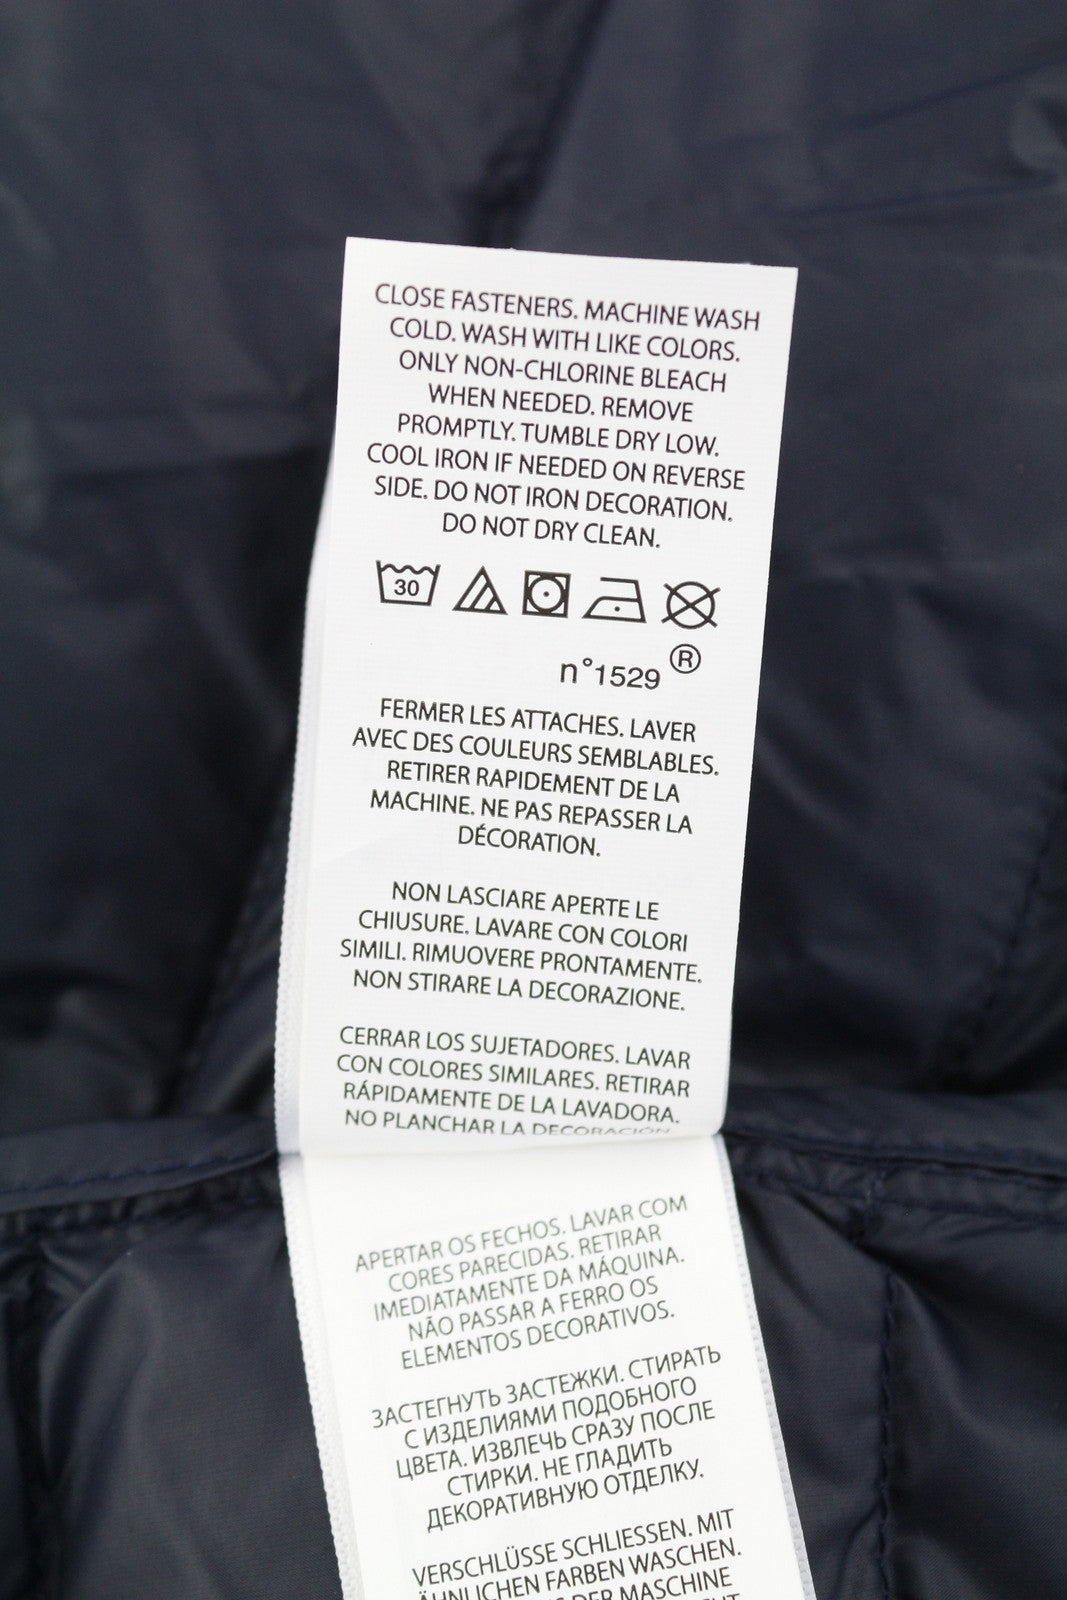 CLOSE FASTENERS. MACHINE WASH
COLD. WASH WITH LIKE COLORS.
ONLY NON-CHLORINE BLEACH
WHEN NEEDED. REMOVE
PROMPTLY. TUMBLE DRY LOW.
COOL IRON IF NEEDED ON REVERSE
SIDE. DO NOT IRON DECORATION.
DO NOT DRY CLEAN.
30
n°1529 ®
FERMER LES ATTACHES. LAVER
AVEC DES COULEURS SEMBLABLES.
RETIRER RAPIDEMENT DE LA
MACHINE. NE PAS REPASSER LA
DÉCORATION.
NON LASCIARE APERTE LE
CHIUSURE. LAVARE CON COLORI
SIMILI. RIMUOVERE PRONTAMENTE.
NON STIRARE LA DECORAZIONE.
CERRAR LOS SUJETADORES. LAVAR
CON COLORES SIMILARES. RETIRAR
RÁPIDAMENTE DE LA LAVADORA.
NO PLANCHAR LA DECORACIÓN.
APERTAR OS FECHOS. LAVAR COM
CORES PARECIDAS. RETIRAR
IMEDIATAMENTE DA MÁQUINA.
NÃO PASSAR A FERRO OS
ELEMENTOS DECORATIVOS.
ЗАСТЕГНУТЬ ЗАСТЕЖКИ. СТИРАТЬ
С ИЗДЕЛИЯМИ ПОДОБНОГО
ЦВЕТА. ИЗВЛЕЧЬ СРАЗУ ПОСЛЕ
СТИРКИ. НЕ ГЛАДИТЬ
ДЕКОРАТИВНУЮ ОТДЕЛКУ.
VERSCHLÜSSE SCHLIESSEN. MIT
ÄHNLICHEN FARBEN WASCHEN.
DER MASCHINE